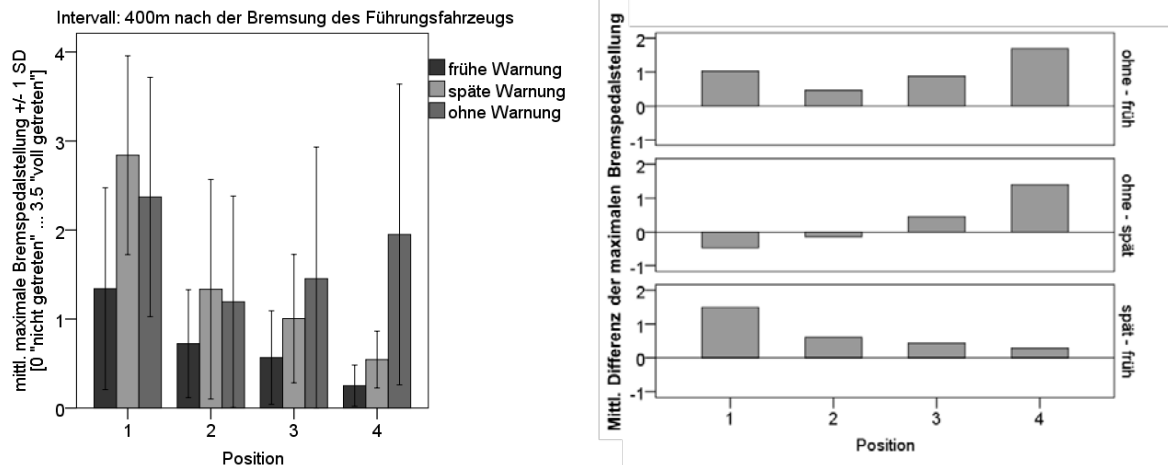 Intervall: 400m nach der Bremsung des Führungsfahrzeugs
mittl. maximale Bremspedalstellung +/- 1 SD
[0 "nicht getreten" ... 3.5 "voll getreten"]
4
3
2
1
0
1 2 3 4
Position
frühe Warnung
späte Warnung
ohne Warnung
Mittl. Differenz der maximalen Bremspedalstellung
2
1
0
-1
ohne - früh
2
1
0
-1
ohne - spät
2
1
0
-1
spät - früh
1 2 3 4
Position